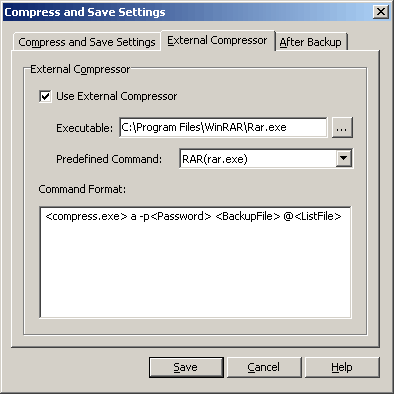 Compress and Save Settings
Compress and Save Settings External Compressor After Backup
External Compressor
Use External Compressor
Executable: C:\Program Files\WinRAR\Rar.exe ...
Predefined Command: RAR(rar.exe)
Command Format:
<compress.exe> a -p<Password> <BackupFile> @<ListFile>
Save Cancel Help